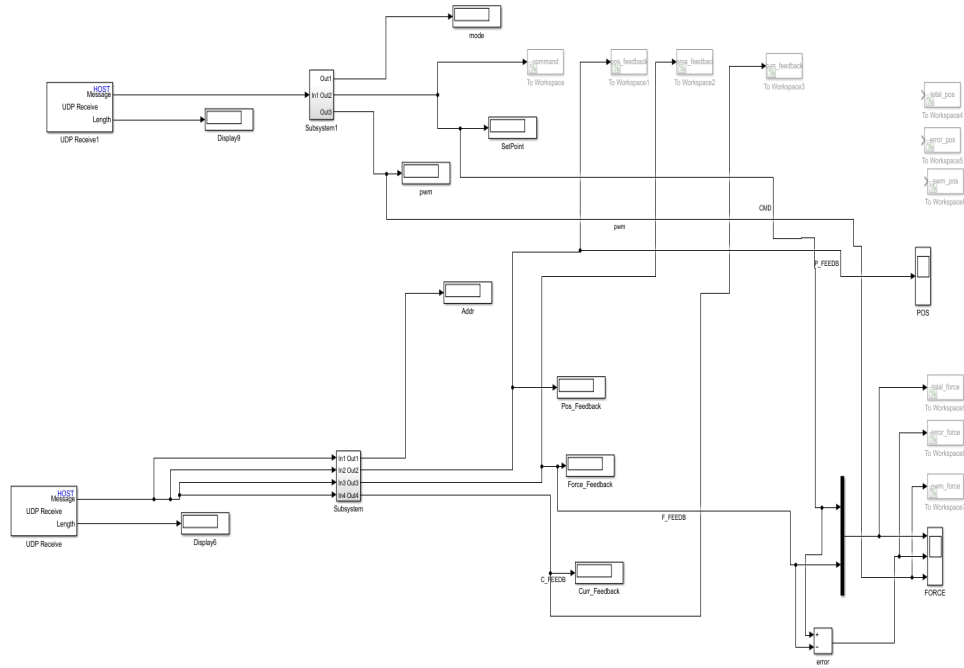 mode
Out1
In1 Out2
Out3
Subsystem1
HOST
Message
UDP Receive
Length
UDP Receive1
Display9
command
To Workspace
pos_feedback
To Workspace1
To Workspace2
To Workspace3
total_pos
To Workspace4
error_pos
To Workspace5
pwm_pos
SetPoint
pwm
CMD
pwm
P_FEEDB
POS
Addr
Pos_Feedback
total_force
error_force
pwm_force
In1 Out1
In2 Out2
In3 Out3
In4 Out4
Subsystem
Force_Feedback
F_FEEDB
HOST
Message
UDP Receive
Length
UDP Receive
Display6
C_FEEDB
Curr_Feedback
FORCE
+
−
error